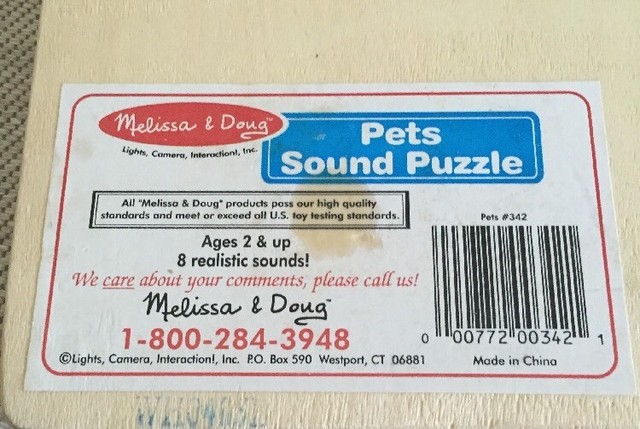 Melissa & Doug™
Lights, Camera, Interaction!, Inc.
Pets
Sound Puzzle
All "Melissa & Doug" products pass our high quality
standards and meet or exceed all U.S. toy testing standards.
Pets #342
Ages 2 & up
8 realistic sounds!
We care about your comments, please call us!
Melissa & Doug™
1-800-284-3948
0 00772 00342 1
©Lights, Camera, Interaction!, Inc. P.O. Box 590 Westport, CT 06881
Made in China